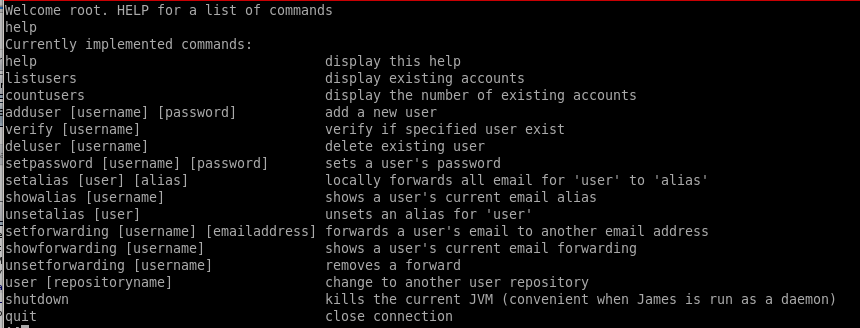 Welcome root. HELP for a list of commands
help
Currently implemented commands:
help display this help
listusers display existing accounts
countusers display the number of existing accounts
adduser [username] [password] add a new user
verify [username] verify if specified user exist
deluser [username] delete existing user
setpassword [username] [password] sets a user's password
setalias [user] [alias] locally forwards all email for 'user' to 'alias'
showalias [username] shows a user's current email alias
unsetalias [user] unsets an alias for 'user'
setforwarding [username] [emailaddress] forwards a user's email to another email address
showforwarding [username] shows a user's current email forwarding
unsetforwarding [username] removes a forward
user [repositoryname] change to another user repository
shutdown kills the current JVM (convenient when James is run as a daemon)
quit close connection